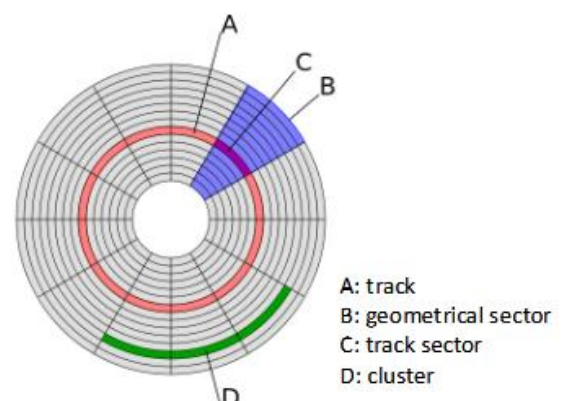 A
C
B
A: track
B: geometrical sector
C: track sector
D: cluster
D